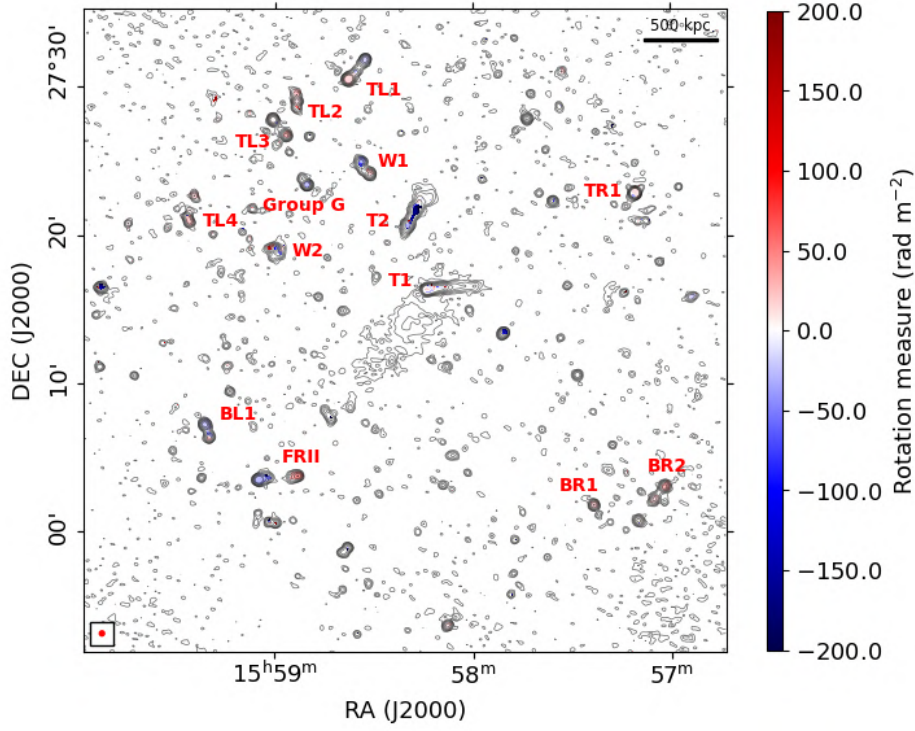 500 kpc
27°30'
20'
10'
00'
DEC (J2000)
TL1
TL2
TL3
W1
Group G
TL4
W2
T2
TR1
T1
BL1
FRII
BR1
BR2
15ʰ59ᵐ
58ᵐ
57ᵐ
RA (J2000)
200.0
150.0
100.0
50.0
0.0
−50.0
−100.0
−150.0
−200.0
Rotation measure (rad m⁻²)